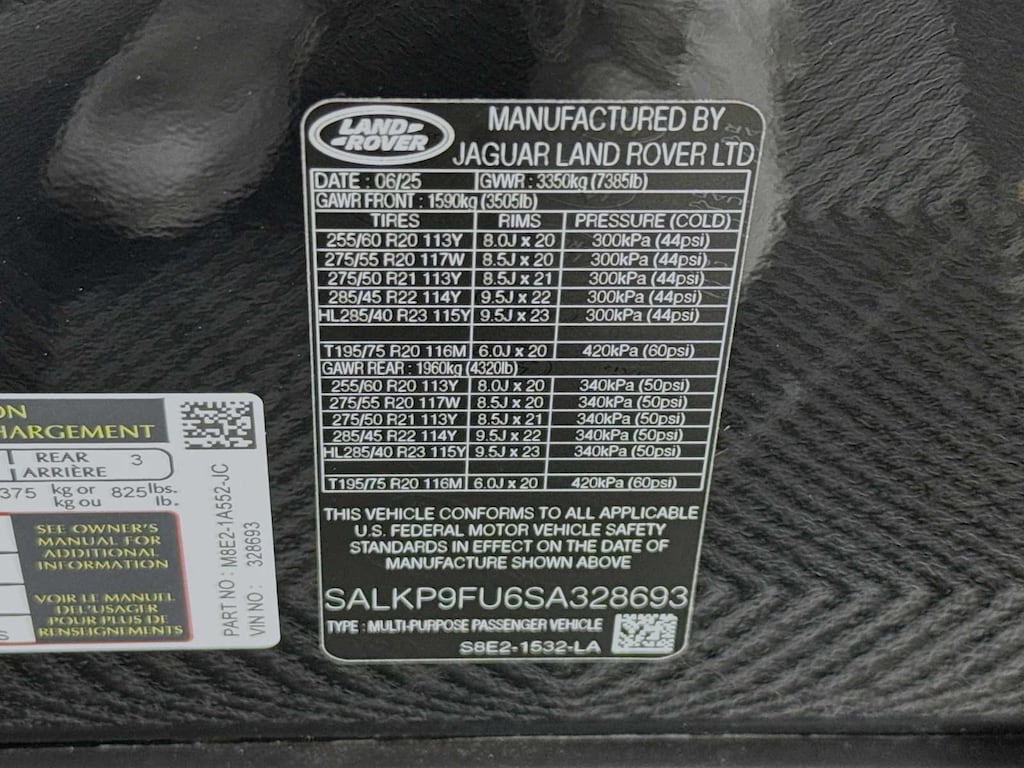 LAND-
-ROVER
MANUFACTURED BY
JAGUAR LAND ROVER LTD
DATE : 06/25 GVWR : 3350kg (7385lb)
GAWR FRONT : 1590kg (3505lb)
TIRES RIMS PRESSURE (COLD)
255/60 R20 113Y 8.0J x 20 300kPa (44psi)
275/55 R20 117W 8.5J x 20 300kPa (44psi)
275/50 R21 113Y 8.5J x 21 300kPa (44psi)
285/45 R22 114Y 9.5J x 22 300kPa (44psi)
HL285/40 R23 115Y 9.5J x 23 300kPa (44psi)
T195/75 R20 116M 6.0J x 20 420kPa (60psi)
GAWR REAR : 1960kg (4320lb)
255/60 R20 113Y 8.0J x 20 340kPa (50psi)
275/55 R20 117W 8.5J x 20 340kPa (50psi)
275/50 R21 113Y 8.5J x 21 340kPa (50psi)
285/45 R22 114Y 9.5J x 22 340kPa (50psi)
HL285/40 R23 115Y 9.5J x 23 340kPa (50psi)
T195/75 R20 116M 6.0J x 20 420kPa (60psi)
THIS VEHICLE CONFORMS TO ALL APPLICABLE
U.S. FEDERAL MOTOR VEHICLE SAFETY
STANDARDS IN EFFECT ON THE DATE OF
MANUFACTURE SHOWN ABOVE
SALKP9FU6SA328693
TYPE : MULTI-PURPOSE PASSENGER VEHICLE
S8E2-1532-LA
ON
HARGEMENT
REAR 3
ARRIÈRE
375 kg or 825 lbs.
kg ou lb.
SEE OWNER'S
MANUAL FOR
ADDITIONAL
INFORMATION
VOIR LE MANUEL
DEL'USAGER
POUR PLUS DE
RENSEIGNEMENTS
PART NO : M8E2-1A552-JC
VIN NO : 328693